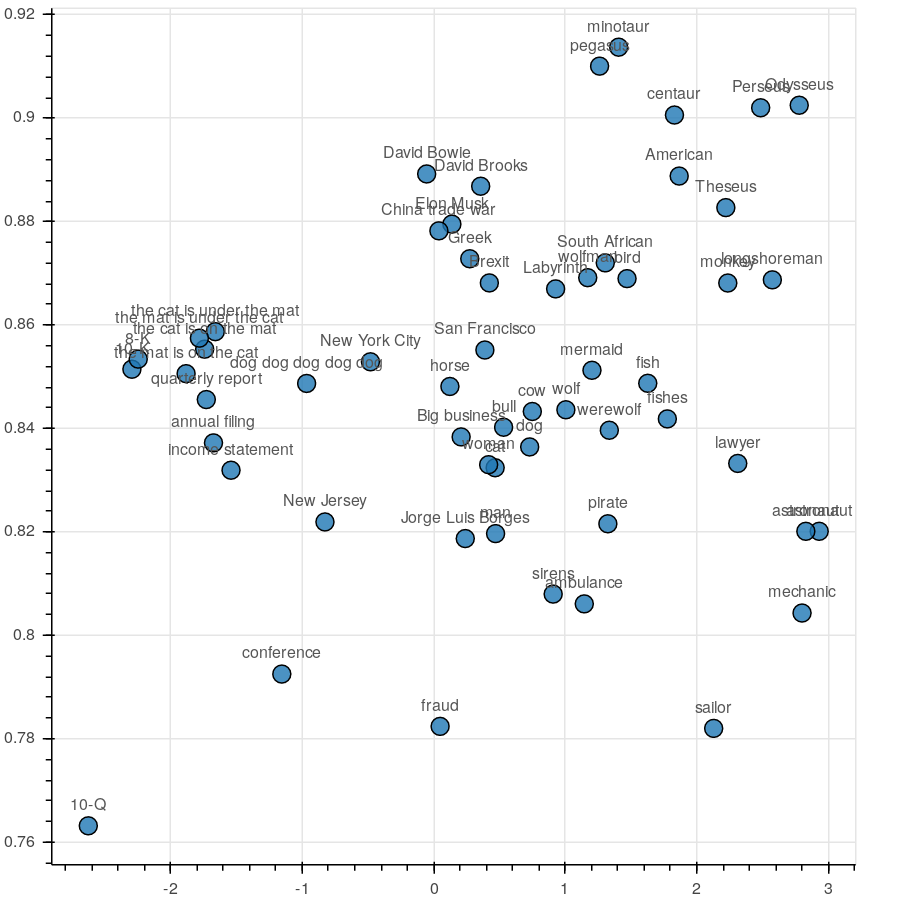 0.92
minotaur
pegasus
centaur
Perseus
Odysseus
0.9
David Bowie
David Brooks
American
Theseus
Elon Musk
China trade war
0.88
Greek
South African
wolfman
bird
Brexit
Labyrinth
monkey
longshoreman
the cat is under the mat
the mat is under the cat
the cat is on the mat
0.86
8-K
10-K
the mat is on the cat
New York City
San Francisco
dog dog dog dog dog
horse
mermaid
fish
quarterly report
cow
wolf
fishes
bull
Big business
dog
werewolf
annual filing
0.84
income statement
woman
cat
lawyer
New Jersey
Jorge Luis Borges
man
pirate
astronaut
0.82
sirens
ambulance
mechanic
0.8
conference
fraud
sailor
0.78
10-Q
0.76
-2
-1
0
1
2
3